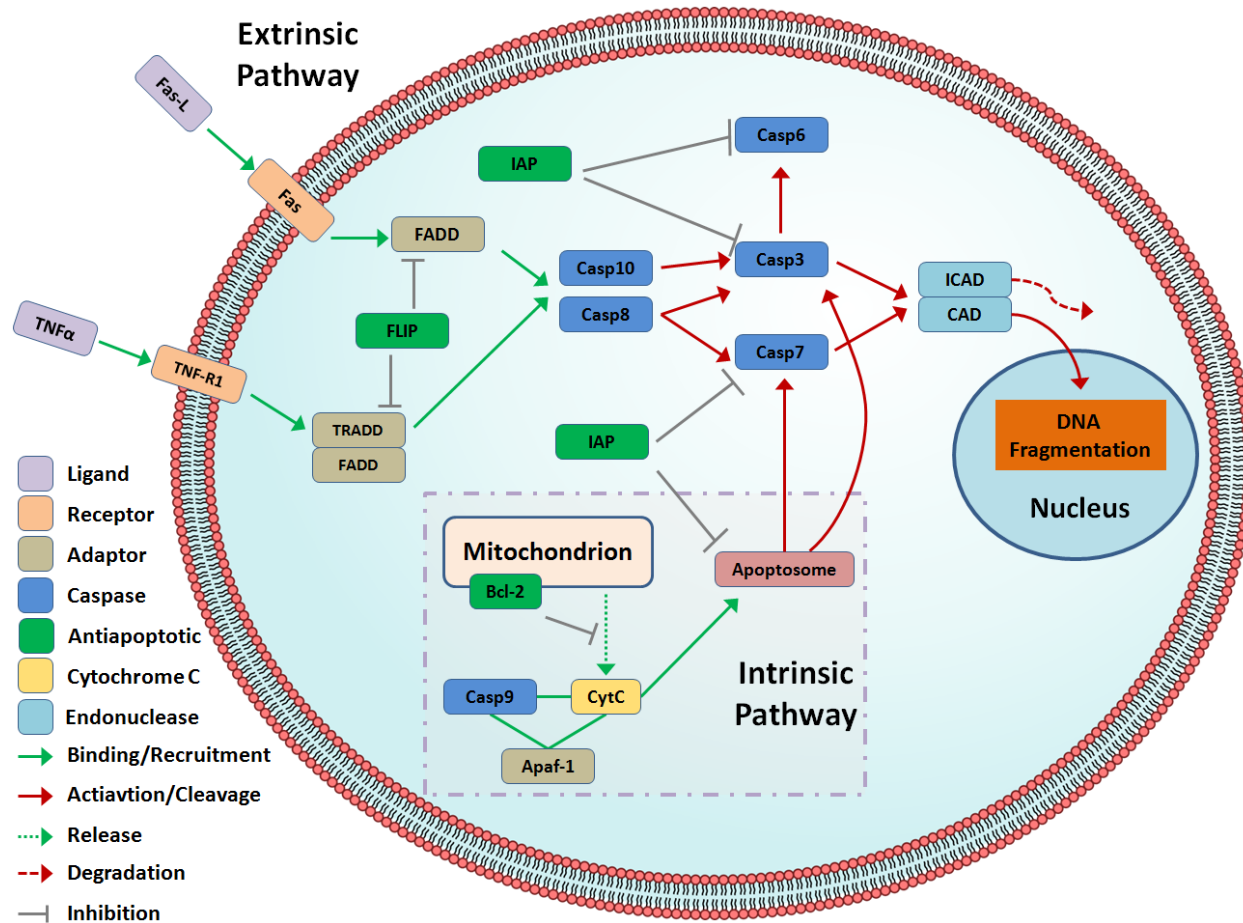 Extrinsic
Pathway
Fas-L
Fas
IAP
Casp6
FADD
Casp10
Casp3
ICAD
CAD
Casp8
TNFα
FLIP
TNF-R1
Casp7
TRADD
FADD
IAP
DNA
Fragmentation
Nucleus
Mitochondrion
Bcl-2
Apoptosome
Casp9
CytC
Apaf-1
Intrinsic
Pathway
Ligand
Receptor
Adaptor
Caspase
Antiapoptotic
Cytochrome C
Endonuclease
Binding/Recruitment
Actiavtion/Cleavage
Release
Degradation
Inhibition